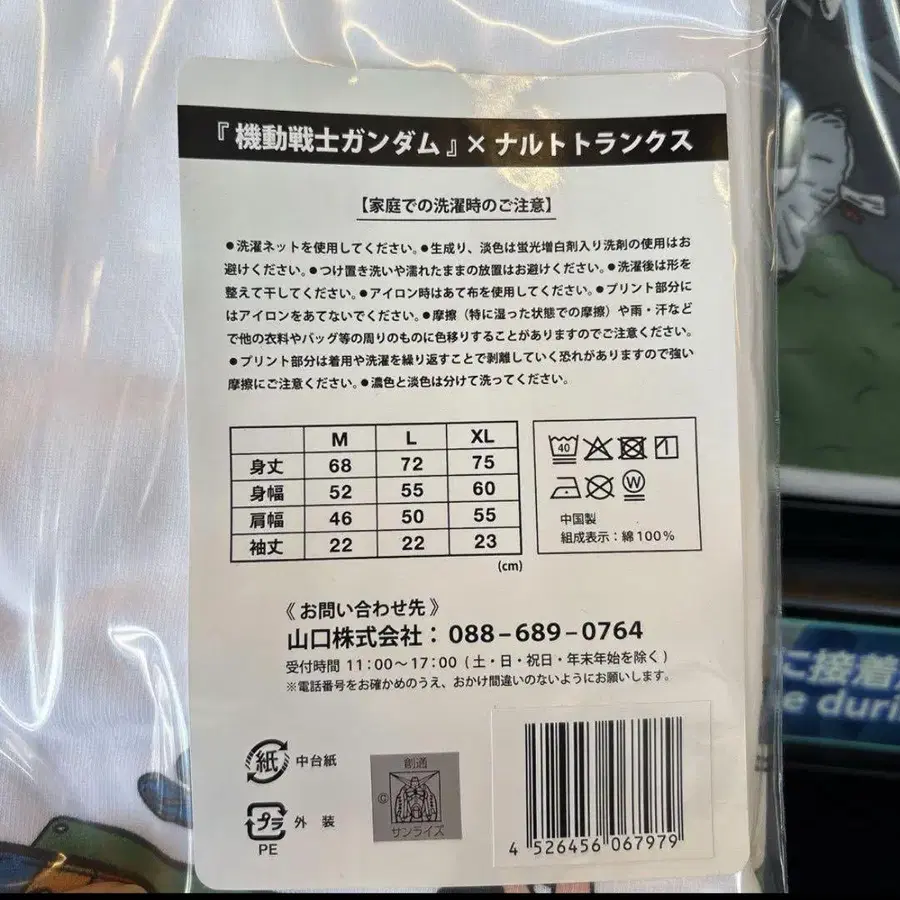 『機動戦士ガンダム』×ナルトトランクス
【家庭での洗濯時のご注意】
●洗濯ネットを使用してください。●生成り、淡色は蛍光増白剤入り洗剤の使用はお
避けください。●つけ置き洗いや濡れたままの放置はお避けください。●洗濯後は形を
整えて干してください。●アイロン時はあて布を使用してください。●プリント部分に
はアイロンをあてないでください。●摩擦（特に湿った状態での摩擦）や雨・汗など
で他の衣料やバッグ等の周りのものに色移りすることがありますのでご注意ください。
●プリント部分は着用や洗濯を繰り返すことで剥離していく恐れがありますので強い
摩擦にご注意ください。●濃色と淡色は分けて洗ってください。
M L XL
身丈 68 72 75
身幅 52 55 60
肩幅 46 50 55
袖丈 22 22 23
(cm)
40
W
中国製
組成表示：綿100%
《お問い合わせ先》
山口株式会社：088-689-0764
受付時間 11:00～17:00（土・日・祝日・年末年始を除く）
※電話番号をお確かめのうえ、おかけ間違いのないようにお願いします。
紙 中台紙
プラ 外装
PE
創通
©
サンライズ
4 526456 067979
に接着
e duri